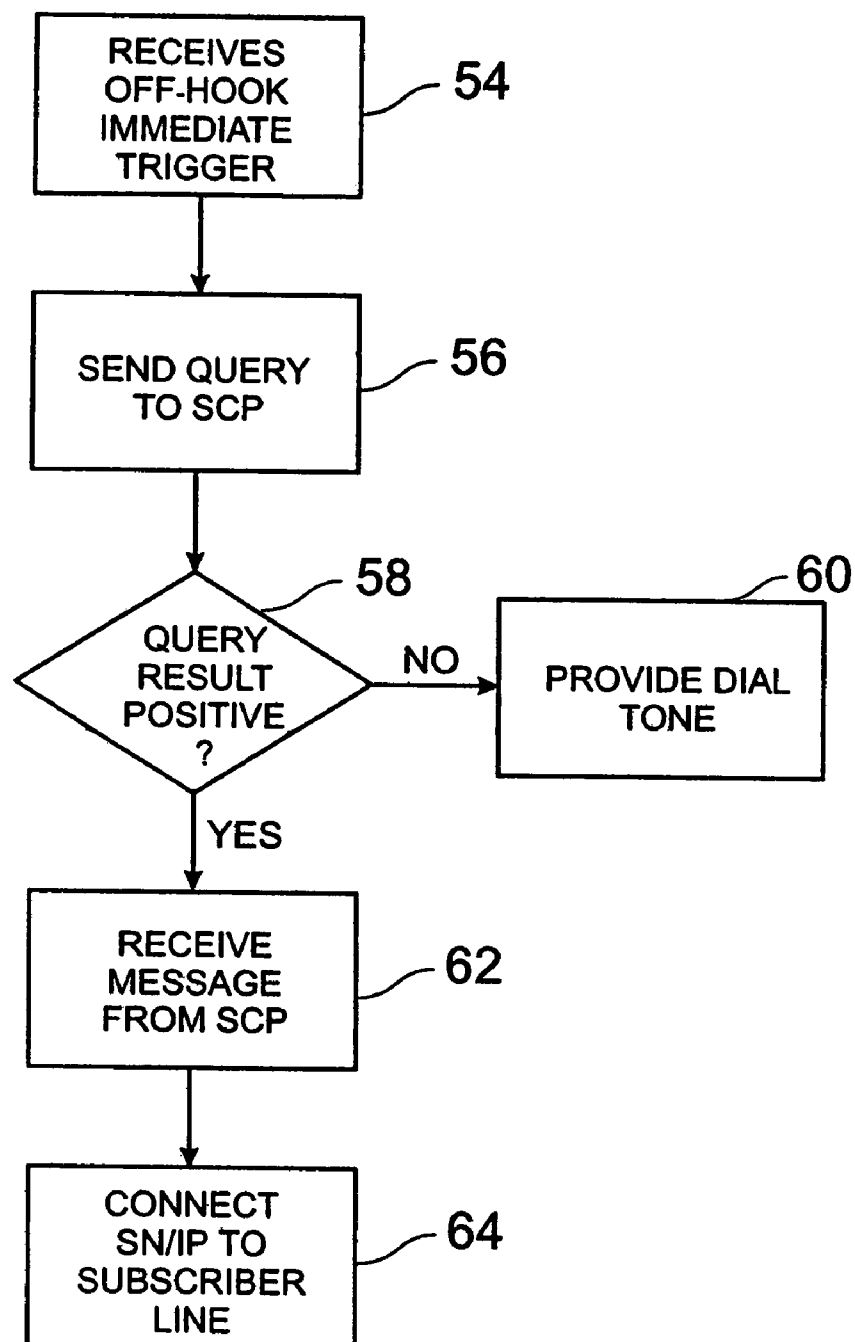 RECEIVES
OFF-HOOK
IMMEDIATE
TRIGGER
54
SEND QUERY
TO SCP
56
58
QUERY
RESULT
POSITIVE
?
NO
60
PROVIDE DIAL
TONE
YES
RECEIVE
MESSAGE
FROM SCP
62
CONNECT
SN/IP TO
SUBSCRIBER
LINE
64